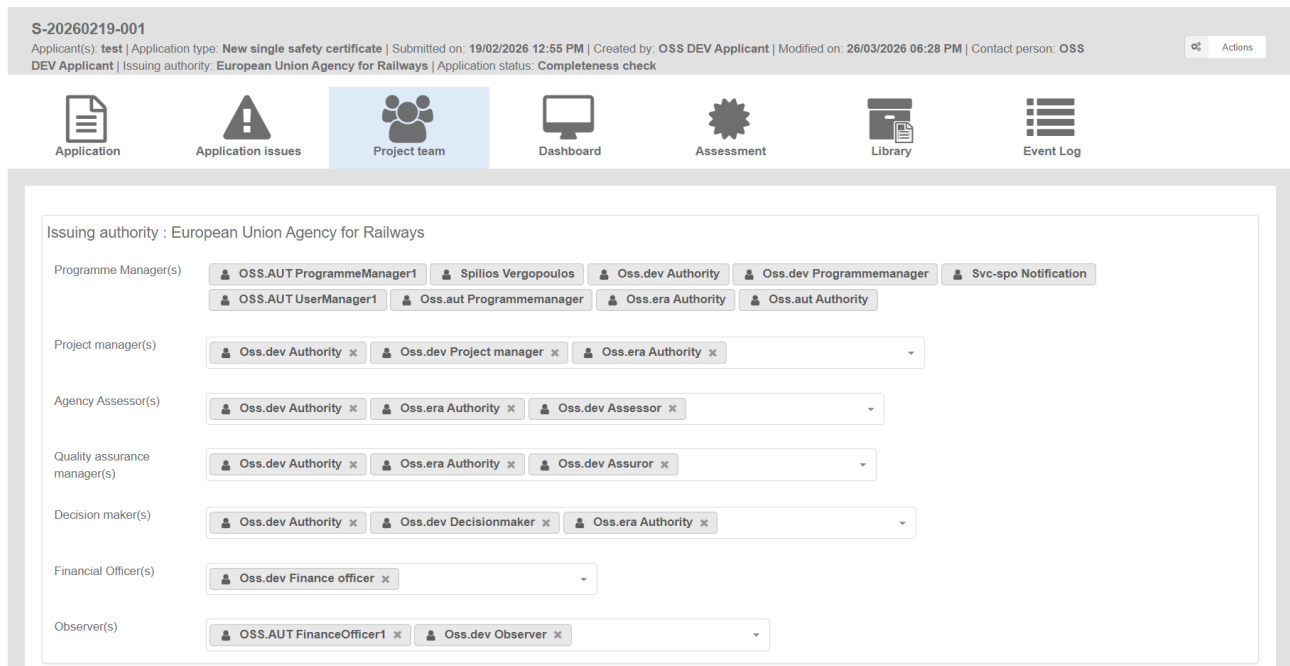 S-20260219-001
Applicant(s): test | Application type: New single safety certificate | Submitted on: 19/02/2026 12:55 PM | Created by: OSS DEV Applicant | Modified on: 26/03/2026 06:28 PM | Contact person: OSS
DEV Applicant | Issuing authority: European Union Agency for Railways | Application status: Completeness check
Actions
Application
Application issues
Project team
Dashboard
Assessment
Library
Event Log
Issuing authority : European Union Agency for Railways
Programme Manager(s)
OSS.AUT ProgrammeManager1
Spilios Vergopoulos
Oss.dev Authority
Oss.dev Programmemanager
Svc-spo Notification
OSS.AUT UserManager1
Oss.aut Programmemanager
Oss.era Authority
Oss.aut Authority
Project manager(s)
Oss.dev Authority ×
Oss.dev Project manager ×
Oss.era Authority ×
Agency Assessor(s)
Oss.dev Authority ×
Oss.era Authority ×
Oss.dev Assessor ×
Quality assurance
manager(s)
Oss.dev Authority ×
Oss.era Authority ×
Oss.dev Assuror ×
Decision maker(s)
Oss.dev Authority ×
Oss.dev Decisionmaker ×
Oss.era Authority ×
Financial Officer(s)
Oss.dev Finance officer ×
Observer(s)
OSS.AUT FinanceOfficer1 ×
Oss.dev Observer ×